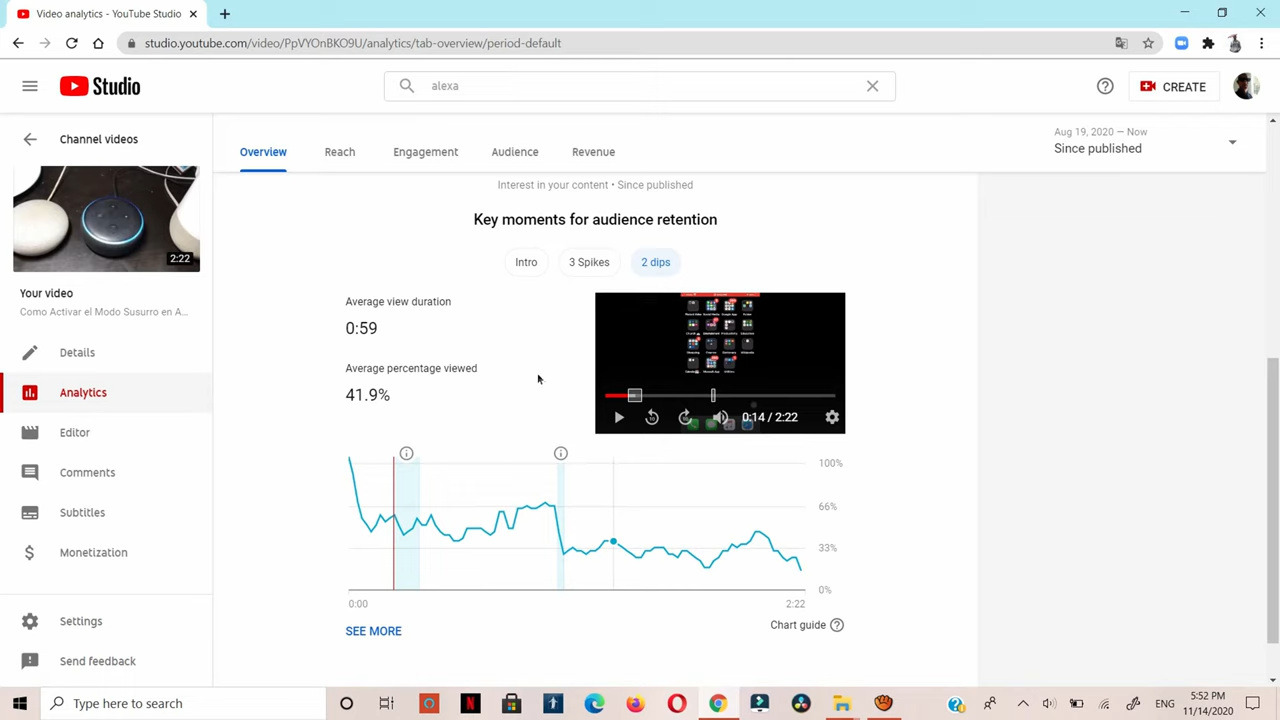 Video analytics - YouTube Studio
studio.youtube.com/video/PpVYOnBKO9U/analytics/tab-overview/period-default
Studio
alexa
CREATE
Channel videos
2:22
Your video
Como Activar el Modo Susurro en A...
Details
Analytics
Editor
Comments
Subtitles
Monetization
Settings
Send feedback
Overview Reach Engagement Audience Revenue
Aug 19, 2020 — Now
Since published
Interest in your content • Since published
Key moments for audience retention
Intro 3 Spikes 2 dips
Average view duration
0:59
Average percentage viewed
41.9%
0:14 / 2:22
100%
66%
33%
0%
0:00 2:22
SEE MORE
Chart guide
Type here to search
ENG
5:52 PM
11/14/2020